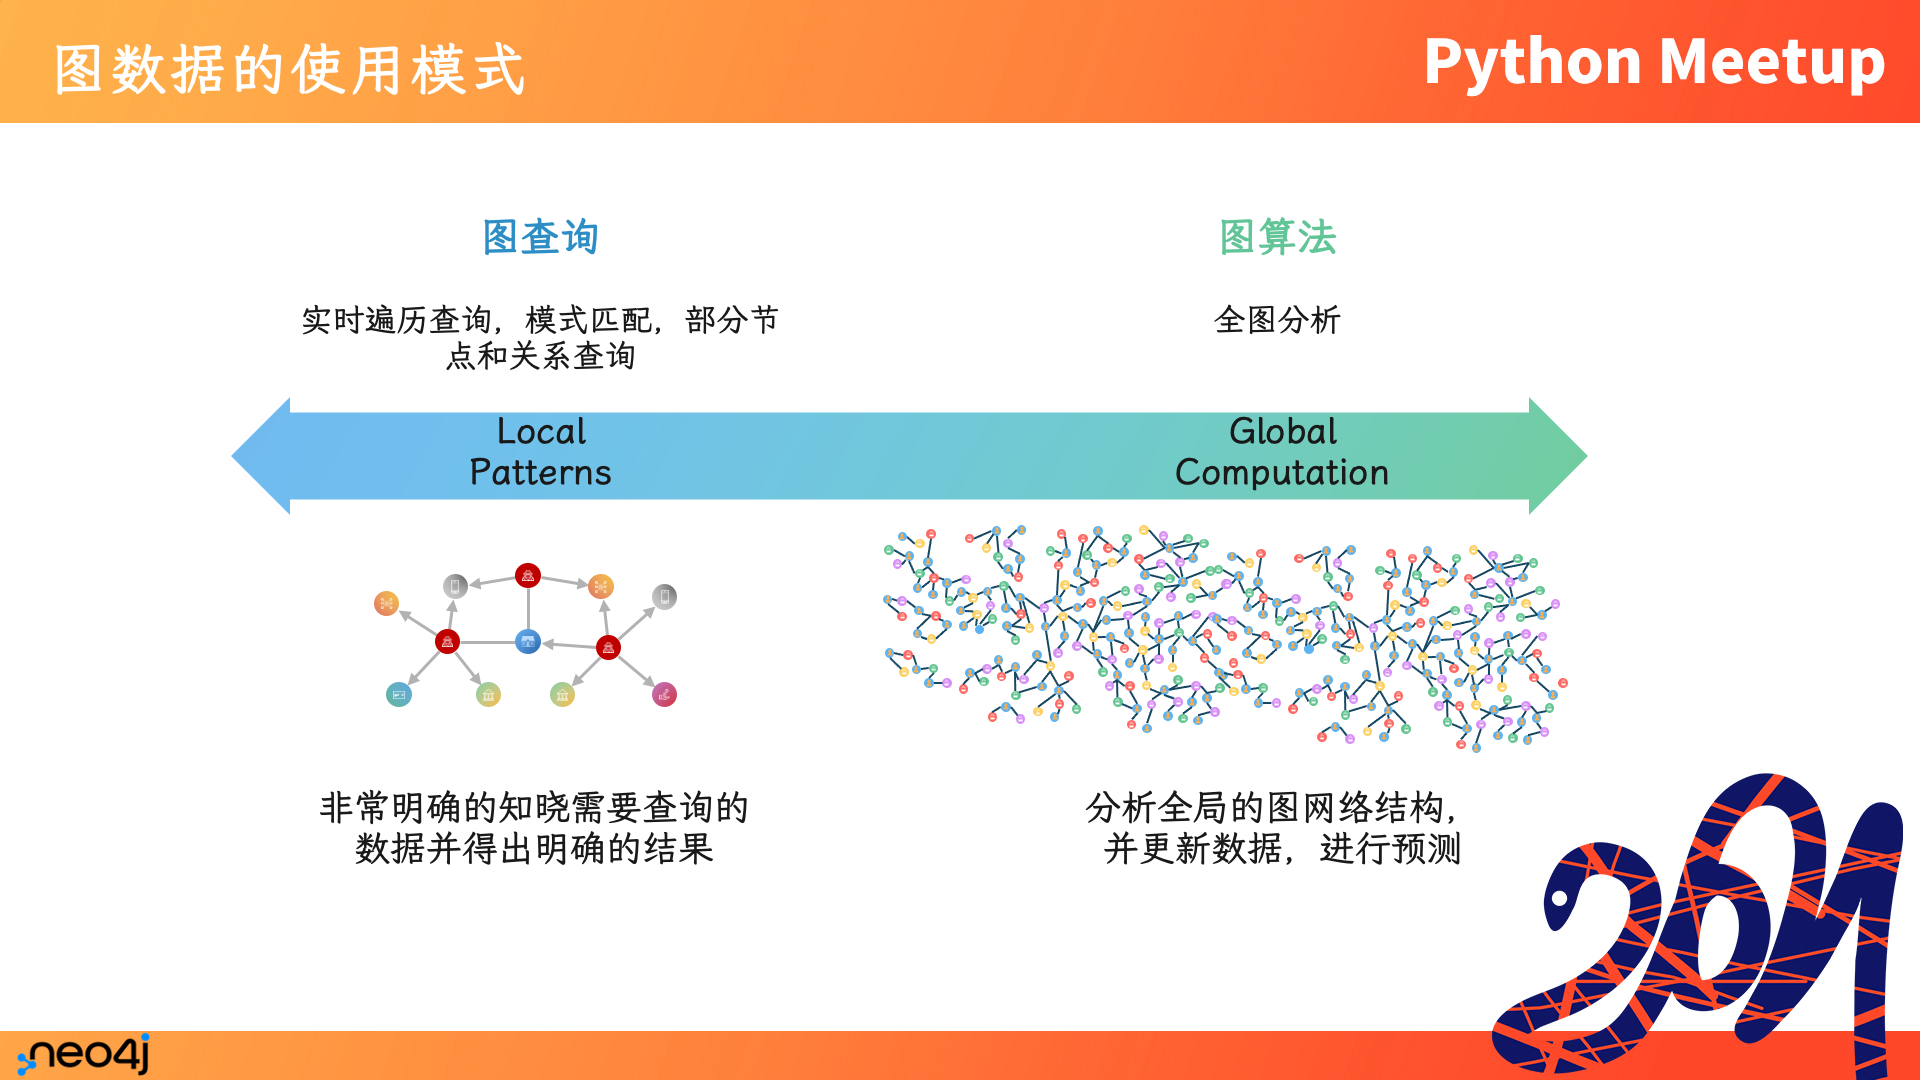 图数据的使用模式
Python Meetup
图查询
实时遍历查询，模式匹配，部分节
点和关系查询
图算法
全图分析
Local
Patterns
Global
Computation
非常明确的知晓需要查询的
数据并得出明确的结果
分析全局的图网络结构，
并更新数据，进行预测
2021
neo4j